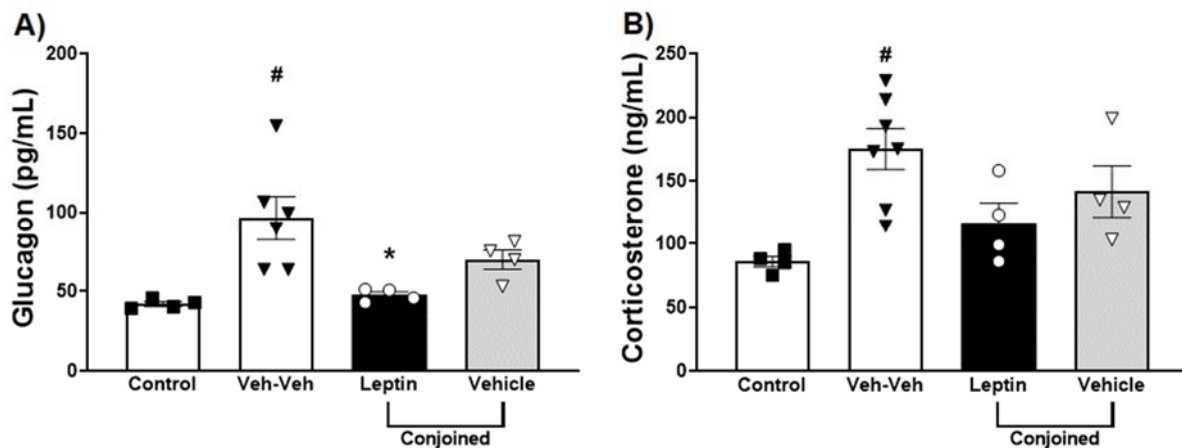 A)
Glucagon (pg/mL)
200
150
100
50
0
#
*
Control Veh-Veh Leptin Vehicle
Conjoined
B)
Corticosterone (ng/mL)
250
200
150
100
50
0
#
Control Veh-Veh Leptin Vehicle
Conjoined